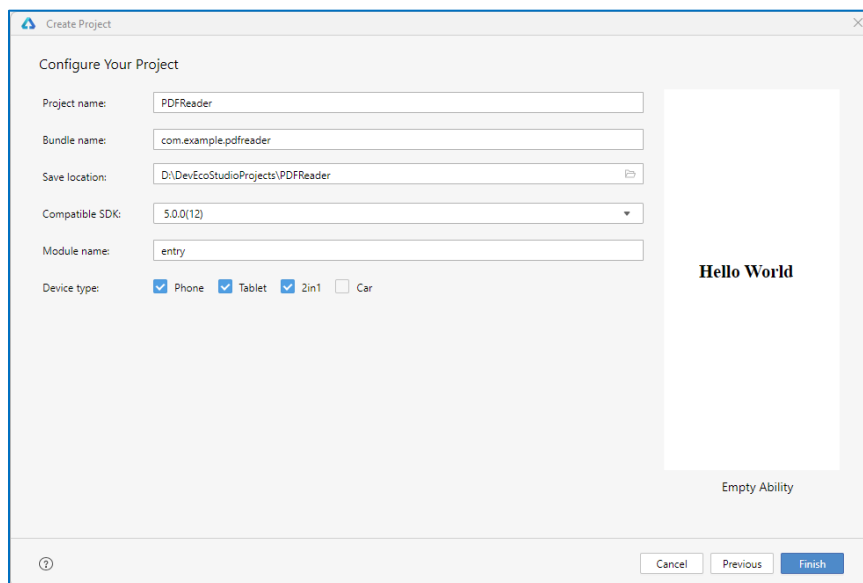 Create Project
Configure Your Project
Project name: PDFReader
Bundle name: com.example.pdfreader
Save location: D:\DevEcoStudioProjects\PDFReader
Compatible SDK: 5.0.0(12)
Module name: entry
Device type: Phone Tablet 2in1 Car
Hello World
Empty Ability
? Cancel Previous Finish